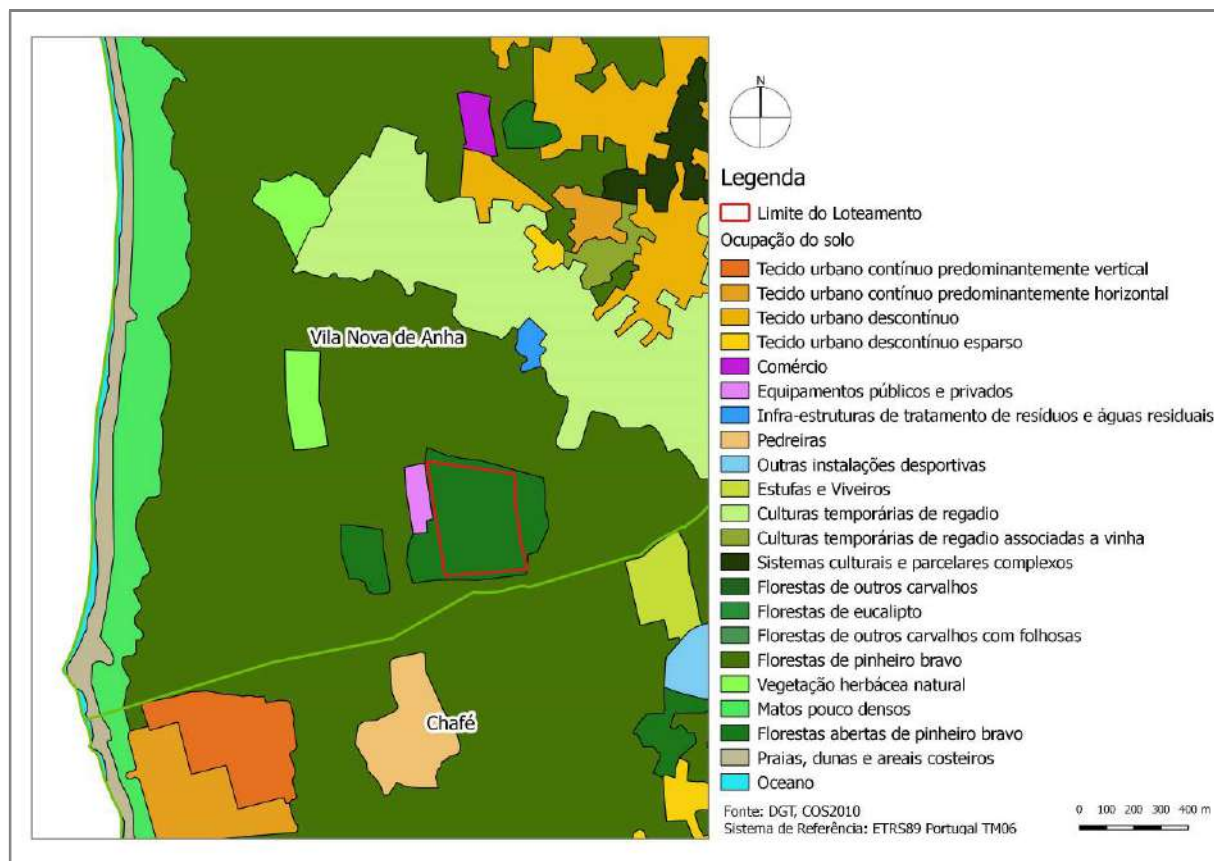 N
Vila Nova de Anha
Chafé
Legenda
Limite do Loteamento
Ocupação do solo
Tecido urbano contínuo predominantemente vertical
Tecido urbano contínuo predominantemente horizontal
Tecido urbano descontínuo
Tecido urbano descontínuo esparso
Comércio
Equipamentos públicos e privados
Infra-estruturas de tratamento de resíduos e águas residuais
Pedreiras
Outras instalações desportivas
Estufas e Viveiros
Culturas temporárias de regadio
Culturas temporárias de regadio associadas a vinha
Sistemas culturais e parcelares complexos
Florestas de outros carvalhos
Florestas de eucalipto
Florestas de outros carvalhos com folhosas
Florestas de pinheiro bravo
Vegetação herbácea natural
Matos pouco densos
Florestas abertas de pinheiro bravo
Praias, dunas e areais costeiros
Oceano
Fonte: DGT, COS2010
Sistema de Referência: ETRS89 Portugal TM06
0 100 200 300 400 m